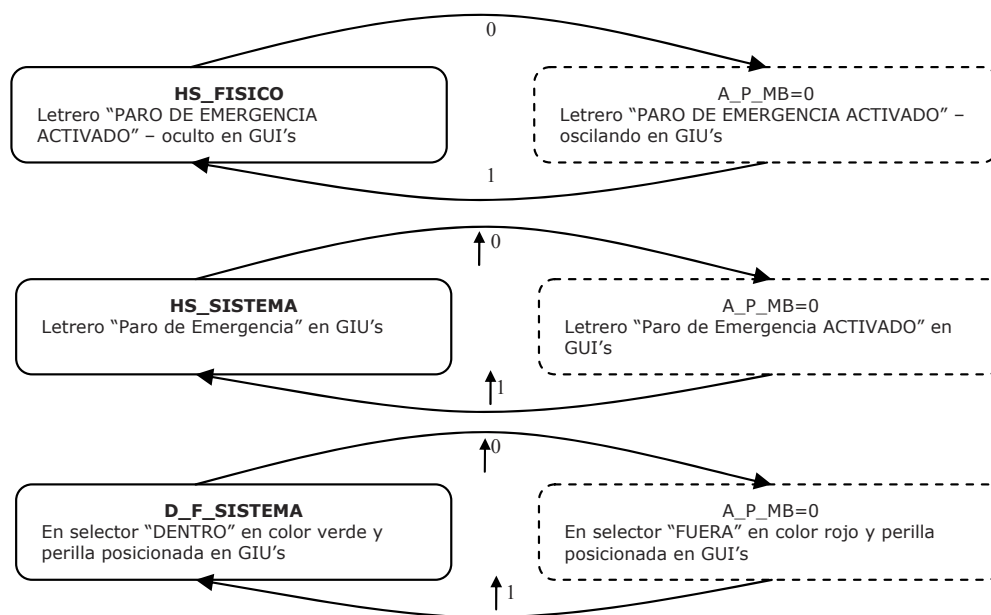 0
HS_FISICO
Letrero “PARO DE EMERGENCIA
ACTIVADO” – oculto en GUI’s
A_P_MB=0
Letrero “PARO DE EMERGENCIA ACTIVADO” –
oscilando en GIU’s
1
0
HS_SISTEMA
Letrero “Paro de Emergencia” en GIU’s
A_P_MB=0
Letrero “Paro de Emergencia ACTIVADO” en
GUI’s
1
0
D_F_SISTEMA
En selector “DENTRO” en color verde y
perilla posicionada en GIU’s
A_P_MB=0
En selector “FUERA” en color rojo y perilla
posicionada en GUI’s
1